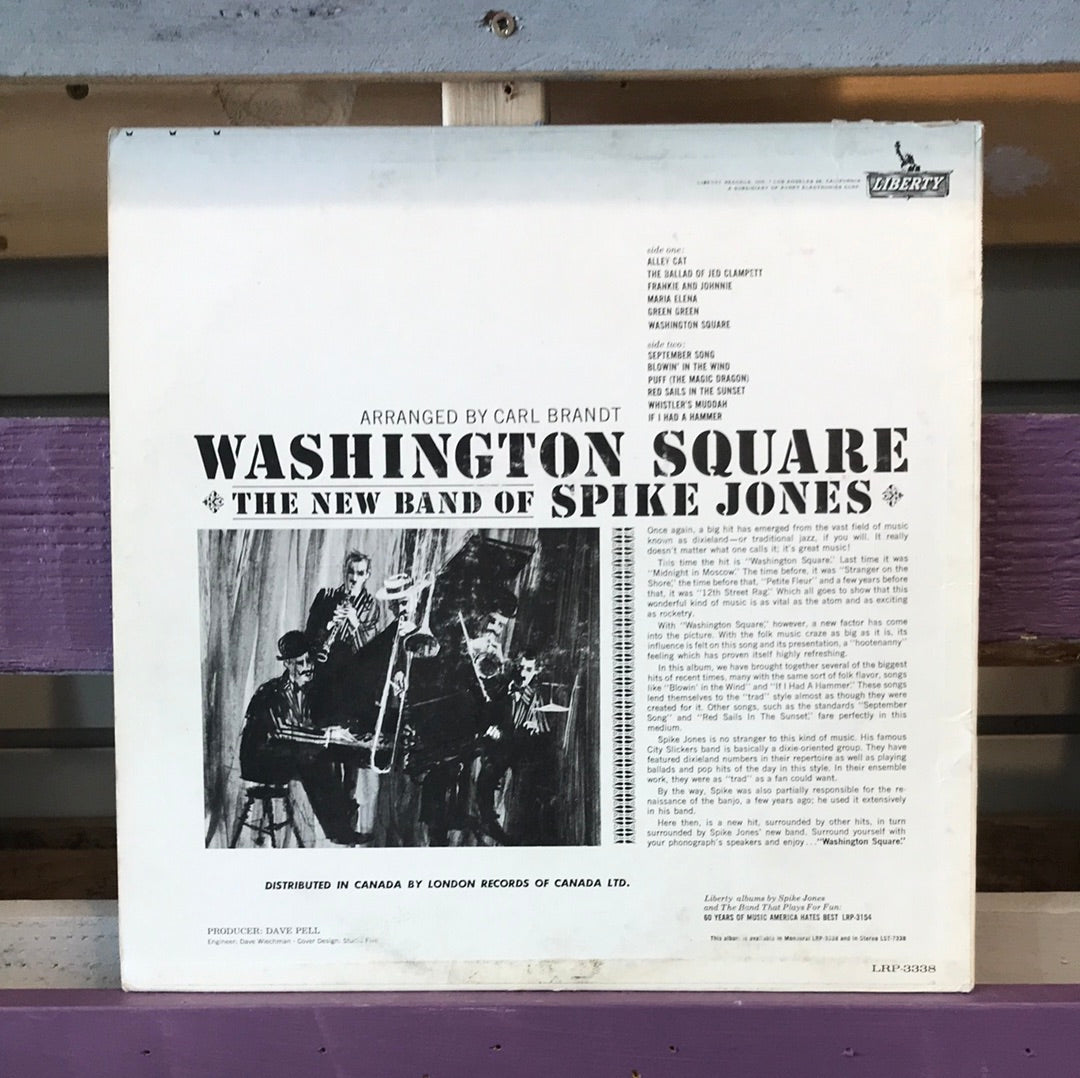 LIBERTY RECORDS, INC. LOS ANGELES 28, CALIFORNIA
A SUBSIDIARY OF AVNET ELECTRONICS CORP.
LIBERTY
side one:
ALLEY CAT
THE BALLAD OF JED CLAMPETT
FRANKIE AND JOHNNIE
MARIA ELENA
GREEN GREEN
WASHINGTON SQUARE
side two:
SEPTEMBER SONG
BLOWIN' IN THE WIND
PUFF (THE MAGIC DRAGON)
RED SAILS IN THE SUNSET
WHISTLER'S MUDDAH
IF I HAD A HAMMER
ARRANGED BY CARL BRANDT
WASHINGTON SQUARE
THE NEW BAND OF SPIKE JONES
Once again, a big hit has emerged from the vast field of music
known as dixieland—or traditional jazz, if you will. It really
doesn't matter what one calls it; it's great music!
This time the hit is "Washington Square." Last time it was
"Midnight in Moscow." The time before, it was "Stranger on the
Shore," the time before that, "Petite Fleur" and a few years before
that, it was "12th Street Rag." Which all goes to show that this
wonderful kind of music is as vital as the atom and as exciting
as rocketry.
With "Washington Square," however, a new factor has come
into the picture. With the folk music craze as big as it is, its
influence is felt on this song and its presentation, a "hootenanny"
feeling which has proven itself highly refreshing.
In this album, we have brought together several of the biggest
hits of recent times, many with the same sort of folk flavor, songs
like "Blowin' in the Wind" and "If I Had A Hammer." These songs
lend themselves to the "trad" style almost as though they were
created for it. Other songs, such as the standards "September
Song" and "Red Sails In The Sunset," fare perfectly in this
medium.
Spike Jones is no stranger to this kind of music. His famous
City Slickers band is basically a dixie-oriented group. They have
featured dixieland numbers in their repertoire as well as playing
ballads and pop hits of the day in this style. In their ensemble
work, they were as "trad" as a fan could want.
By the way, Spike was also partially responsible for the re-
naissance of the banjo, a few years ago; he used it extensively
in his band.
Here then, is a new hit, surrounded by other hits, in turn
surrounded by Spike Jones' new band. Surround yourself with
your phonograph's speakers and enjoy..."Washington Square."
DISTRIBUTED IN CANADA BY LONDON RECORDS OF CANADA LTD.
Liberty albums by Spike Jones
and The Band That Plays For Fun:
60 YEARS OF MUSIC AMERICA HATES BEST LRP-3154
PRODUCER: DAVE PELL
Engineer: Dave Wiechman · Cover Design: Studio Five
This album is available in Monaural LRP-3338 and in Stereo LST-7338
LRP-3338